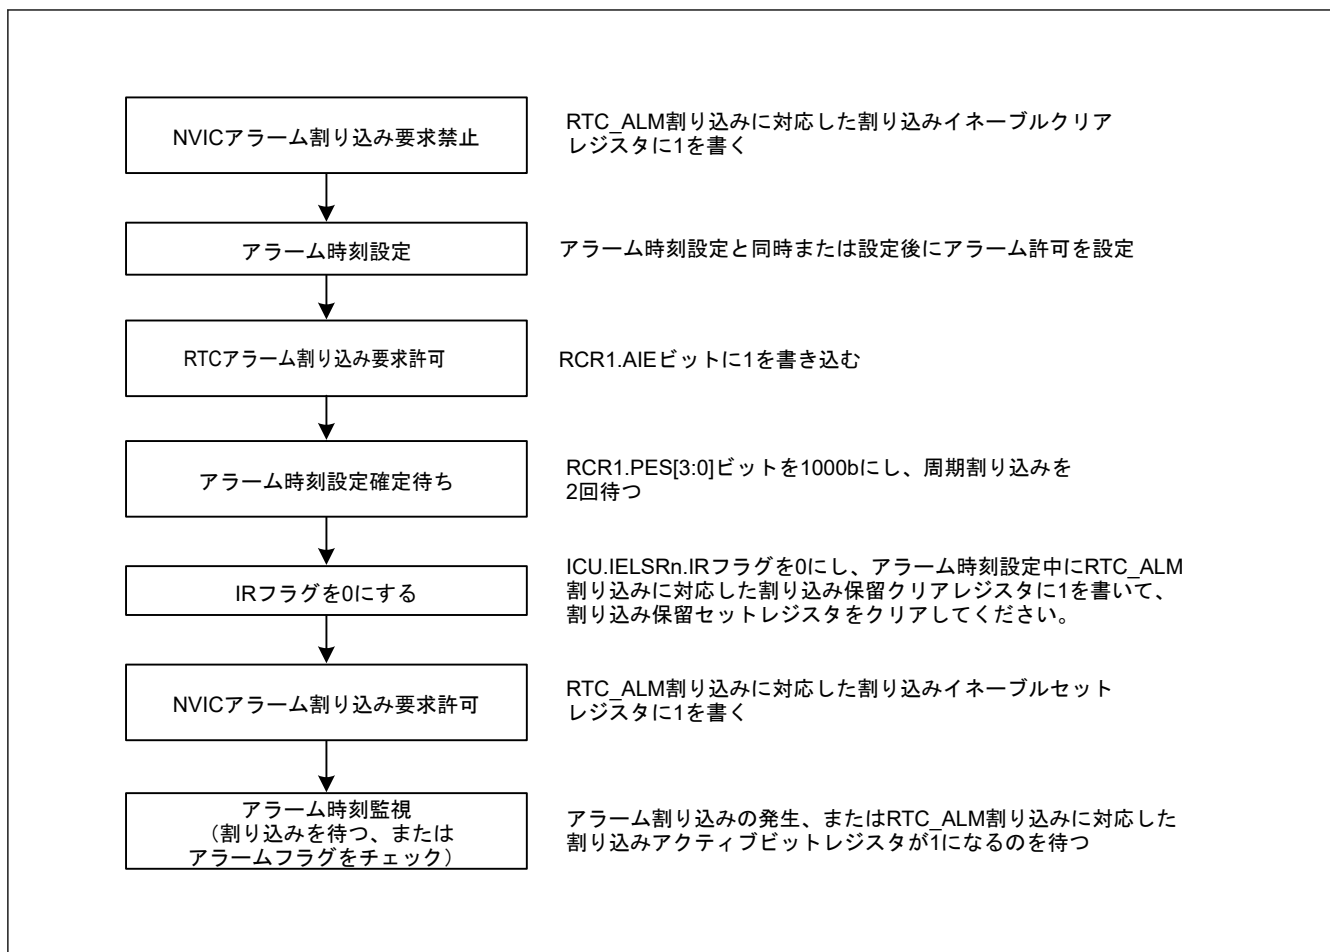 NVICアラーム割り込み要求禁止
RTC_ALM割り込みに対応した割り込みイネーブルクリア
レジスタに1を書く
アラーム時刻設定
アラーム時刻設定と同時または設定後にアラーム許可を設定
RTCアラーム割り込み要求許可
RCR1.AIEビットに1を書き込む
アラーム時刻設定確定待ち
RCR1.PES[3:0]ビットを1000bにし、周期割り込みを
2回待つ
IRフラグを0にする
ICU.IELSRn.IRフラグを0にし、アラーム時刻設定中にRTC_ALM
割り込みに対応した割り込み保留クリアレジスタに1を書いて、
割り込み保留セットレジスタをクリアしてください。
NVICアラーム割り込み要求許可
RTC_ALM割り込みに対応した割り込みイネーブルセット
レジスタに1を書く
アラーム時刻監視
（割り込みを待つ、または
アラームフラグをチェック）
アラーム割り込みの発生、またはRTC_ALM割り込みに対応した
割り込みアクティブビットレジスタが1になるのを待つ